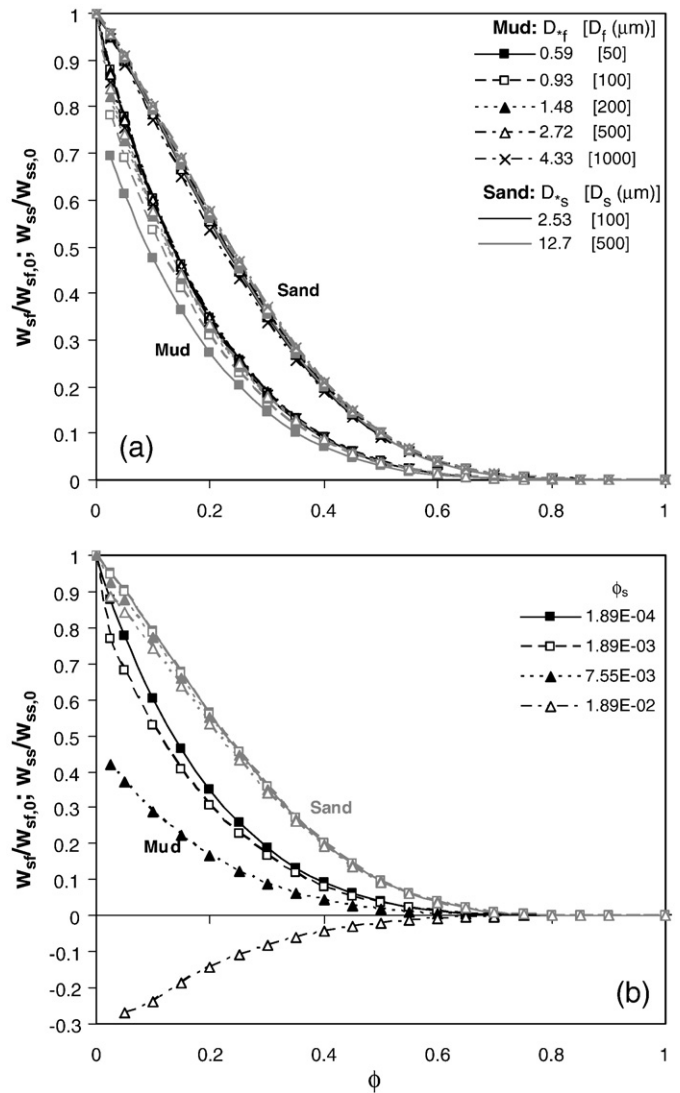 w_sf/w_sf,0; w_ss/w_ss,0
1
0.9
0.8
0.7
0.6
0.5
0.4
0.3
0.2
0.1
0
Mud: D*f [Df (μm)]
0.59 [50]
0.93 [100]
1.48 [200]
2.72 [500]
4.33 [1000]
Sand: D*s [Ds (μm)]
2.53 [100]
12.7 [500]
Sand
Mud
(a)
0 0.2 0.4 0.6 0.8 1
w_sf/w_sf,0; w_ss/w_ss,0
1
0.9
0.8
0.7
0.6
0.5
0.4
0.3
0.2
0.1
0
-0.1
-0.2
-0.3
ϕs
1.89E-04
1.89E-03
7.55E-03
1.89E-02
Sand
Mud
(b)
0 0.2 0.4 0.6 0.8 1
ϕ